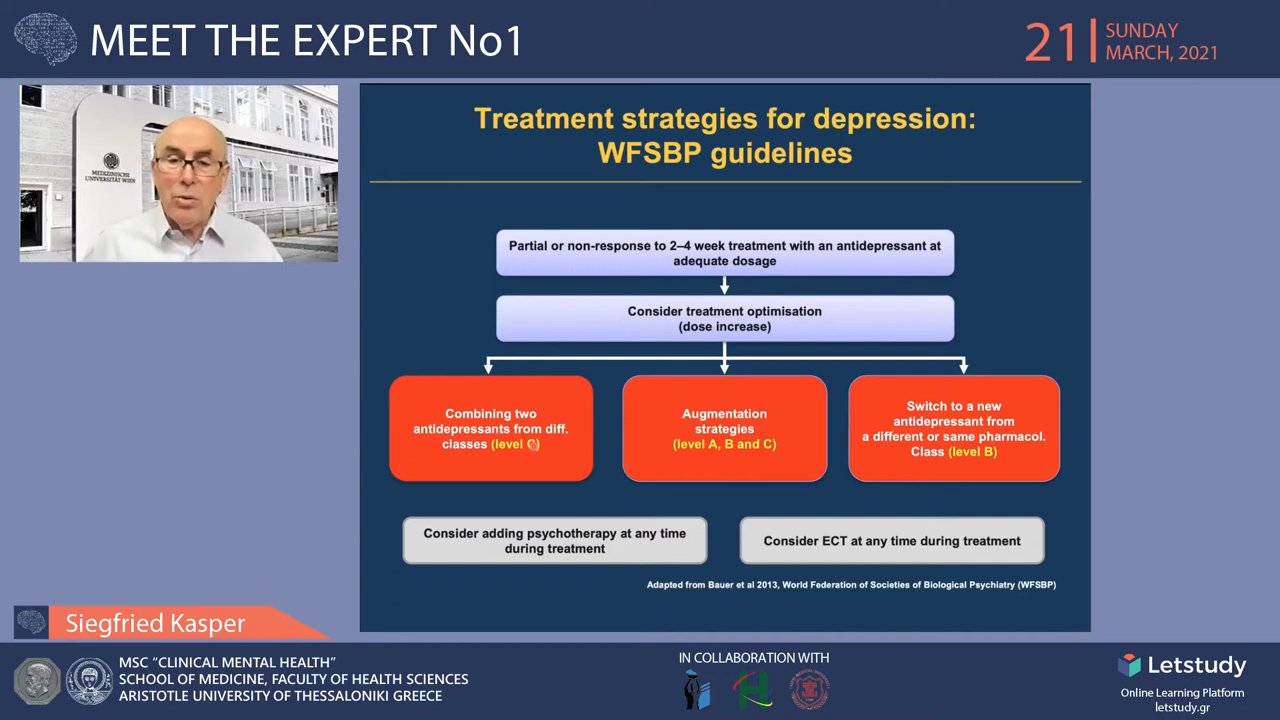 MEET THE EXPERT No1
21
SUNDAY
MARCH, 2021
MEDIZINISCHE
UNIVERSITÄT WIEN
Treatment strategies for depression:
WFSBP guidelines
Partial or non-response to 2–4 week treatment with an antidepressant at
adequate dosage
Consider treatment optimisation
(dose increase)
Combining two
antidepressants from diff.
classes (level C)
Augmentation
strategies
(level A, B and C)
Switch to a new
antidepressant from
a different or same pharmacol.
Class (level B)
Consider adding psychotherapy at any time
during treatment
Consider ECT at any time during treatment
Adapted from Bauer et al 2013, World Federation of Societies of Biological Psychiatry (WFSBP)
Siegfried Kasper
MSC “CLINICAL MENTAL HEALTH”
SCHOOL OF MEDICINE, FACULTY OF HEALTH SCIENCES
ARISTOTLE UNIVERSITY OF THESSALONIKI GREECE
IN COLLABORATION WITH
Letstudy
Online Learning Platform
letstudy.gr